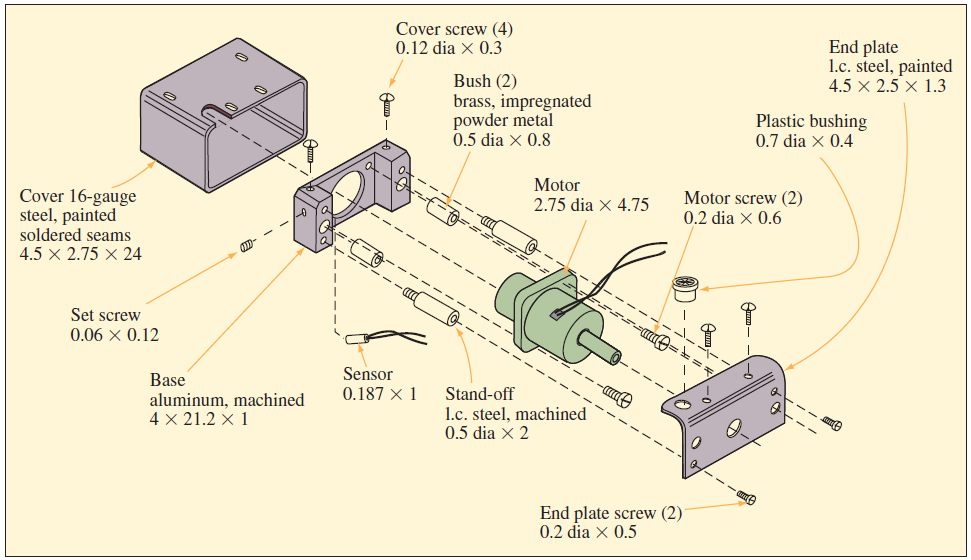 Cover screw (4)
0.12 dia × 0.3
Bush (2)
brass, impregnated
powder metal
0.5 dia × 0.8
End plate
l.c. steel, painted
4.5 × 2.5 × 1.3
Plastic bushing
0.7 dia × 0.4
Motor
2.75 dia × 4.75
Motor screw (2)
0.2 dia × 0.6
Cover 16-gauge
steel, painted
soldered seams
4.5 × 2.75 × 24
Set screw
0.06 × 0.12
Base
aluminum, machined
4 × 21.2 × 1
Sensor
0.187 × 1
Stand-off
l.c. steel, machined
0.5 dia × 2
End plate screw (2)
0.2 dia × 0.5